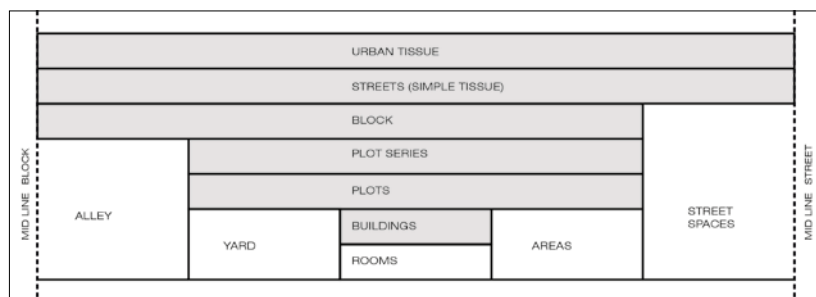 URBAN TISSUE
STREETS (SIMPLE TISSUE)
BLOCK
PLOT SERIES
PLOTS
BUILDINGS
ROOMS
ALLEY
YARD
AREAS
STREET
SPACES
MID LINE BLOCK
MID LINE STREET